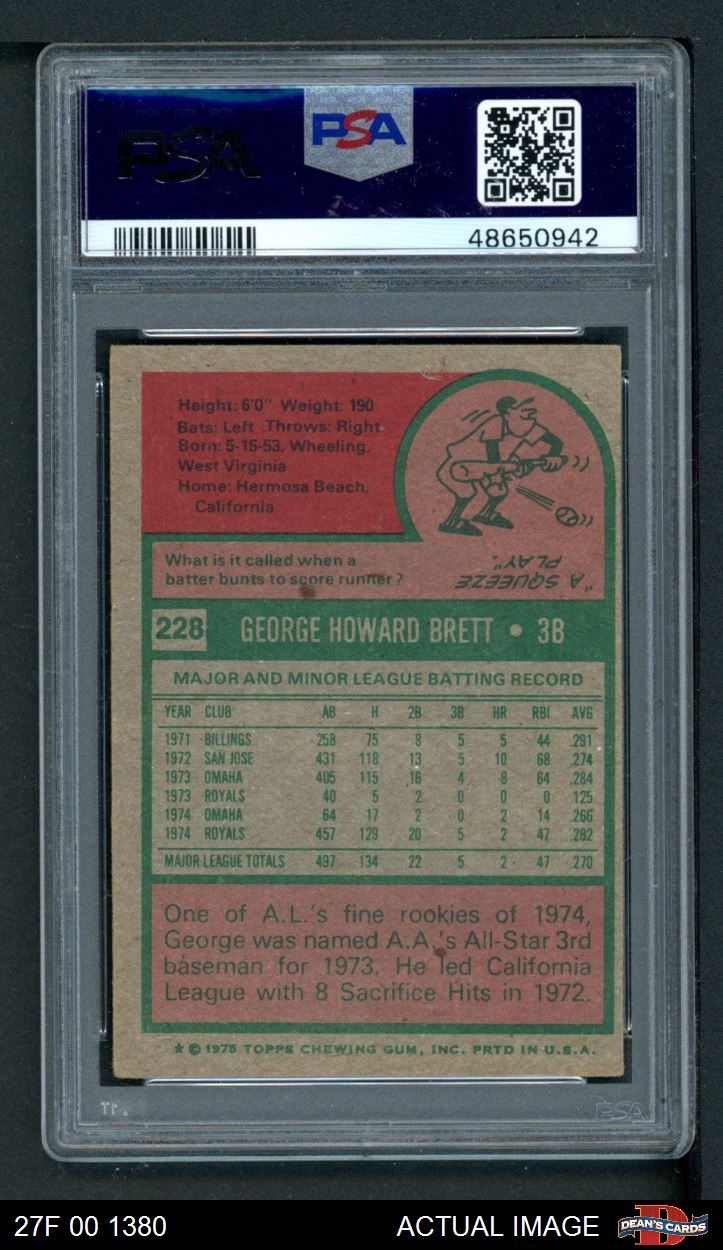 PSA
PSA
48650942
Height: 6'0" Weight: 190
Bats: Left Throws: Right
Born: 5-15-53, Wheeling,
West Virginia
Home: Hermosa Beach,
California
What is it called when a
batter bunts to score runner?
"A SQUEEZE
PLAY".
228 GEORGE HOWARD BRETT • 3B
MAJOR AND MINOR LEAGUE BATTING RECORD
YEAR CLUB AB H 2B 3B HR RBI AVG
1971 BILLINGS 258 75 8 5 5 44 .291
1972 SAN JOSE 431 118 13 5 10 68 .274
1973 OMAHA 405 115 16 4 8 64 .284
1973 ROYALS 40 5 2 0 0 0 .125
1974 OMAHA 64 17 2 0 2 14 .266
1974 ROYALS 457 129 20 5 2 47 .282
MAJOR LEAGUE TOTALS 497 134 22 5 2 47 .270
One of A.L.'s fine rookies of 1974,
George was named A.A.'s All-Star 3rd
baseman for 1973. He led California
League with 8 Sacrifice Hits in 1972.
* © 1975 TOPPS CHEWING GUM, INC. PRTD IN U.S.A.
PSA
27F 00 1380 ACTUAL IMAGE DEAN'S CARDS